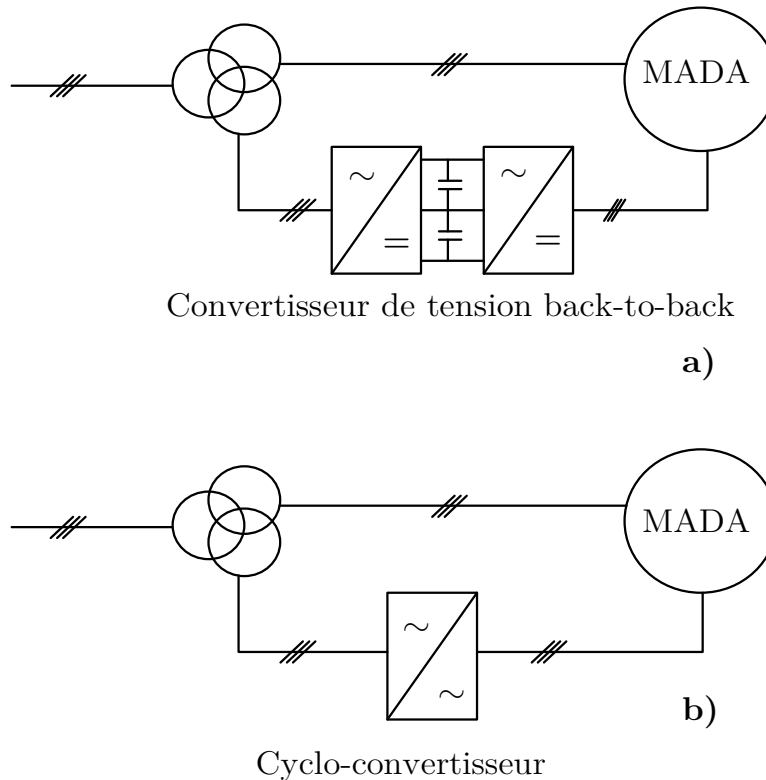 MADA
∼
=
∼
=
Convertisseur de tension back-to-back
a)
MADA
∼
∼
b)
Cyclo-convertisseur